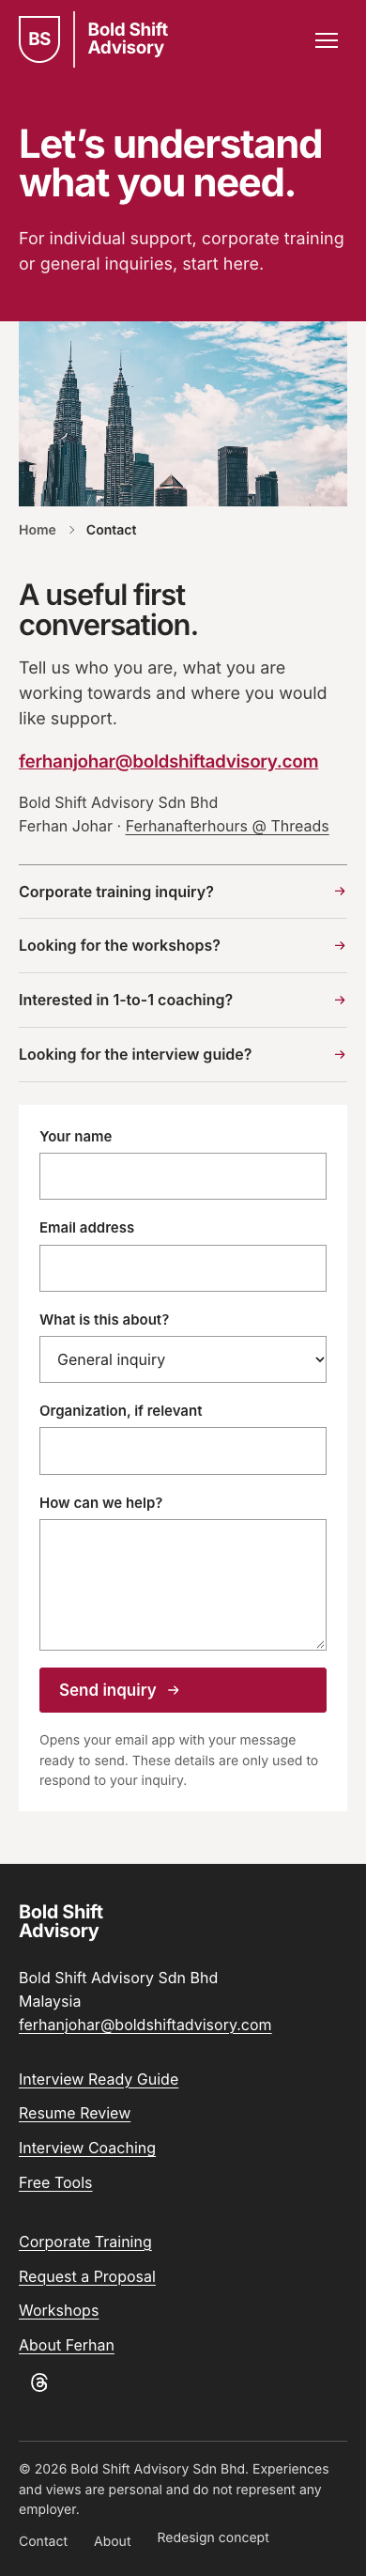 BS
Bold Shift
Advisory
Let’s understand
what you need.
For individual support, corporate training
or general inquiries, start here.
Home
Contact
A useful first
conversation.
Tell us who you are, what you are
working towards and where you would
like support.
ferhanjohar@boldshiftadvisory.com
Bold Shift Advisory Sdn Bhd
Ferhan Johar · Ferhanafterhours @ Threads
Corporate training inquiry?
Looking for the workshops?
Interested in 1-to-1 coaching?
Looking for the interview guide?
Your name
Email address
What is this about?
General inquiry
Organization, if relevant
How can we help?
Send inquiry
Opens your email app with your message
ready to send. These details are only used to
respond to your inquiry.
Bold Shift
Advisory
Bold Shift Advisory Sdn Bhd
Malaysia
ferhanjohar@boldshiftadvisory.com
Interview Ready Guide
Resume Review
Interview Coaching
Free Tools
Corporate Training
Request a Proposal
Workshops
About Ferhan
© 2026 Bold Shift Advisory Sdn Bhd. Experiences
and views are personal and do not represent any
employer.
Contact About Redesign concept